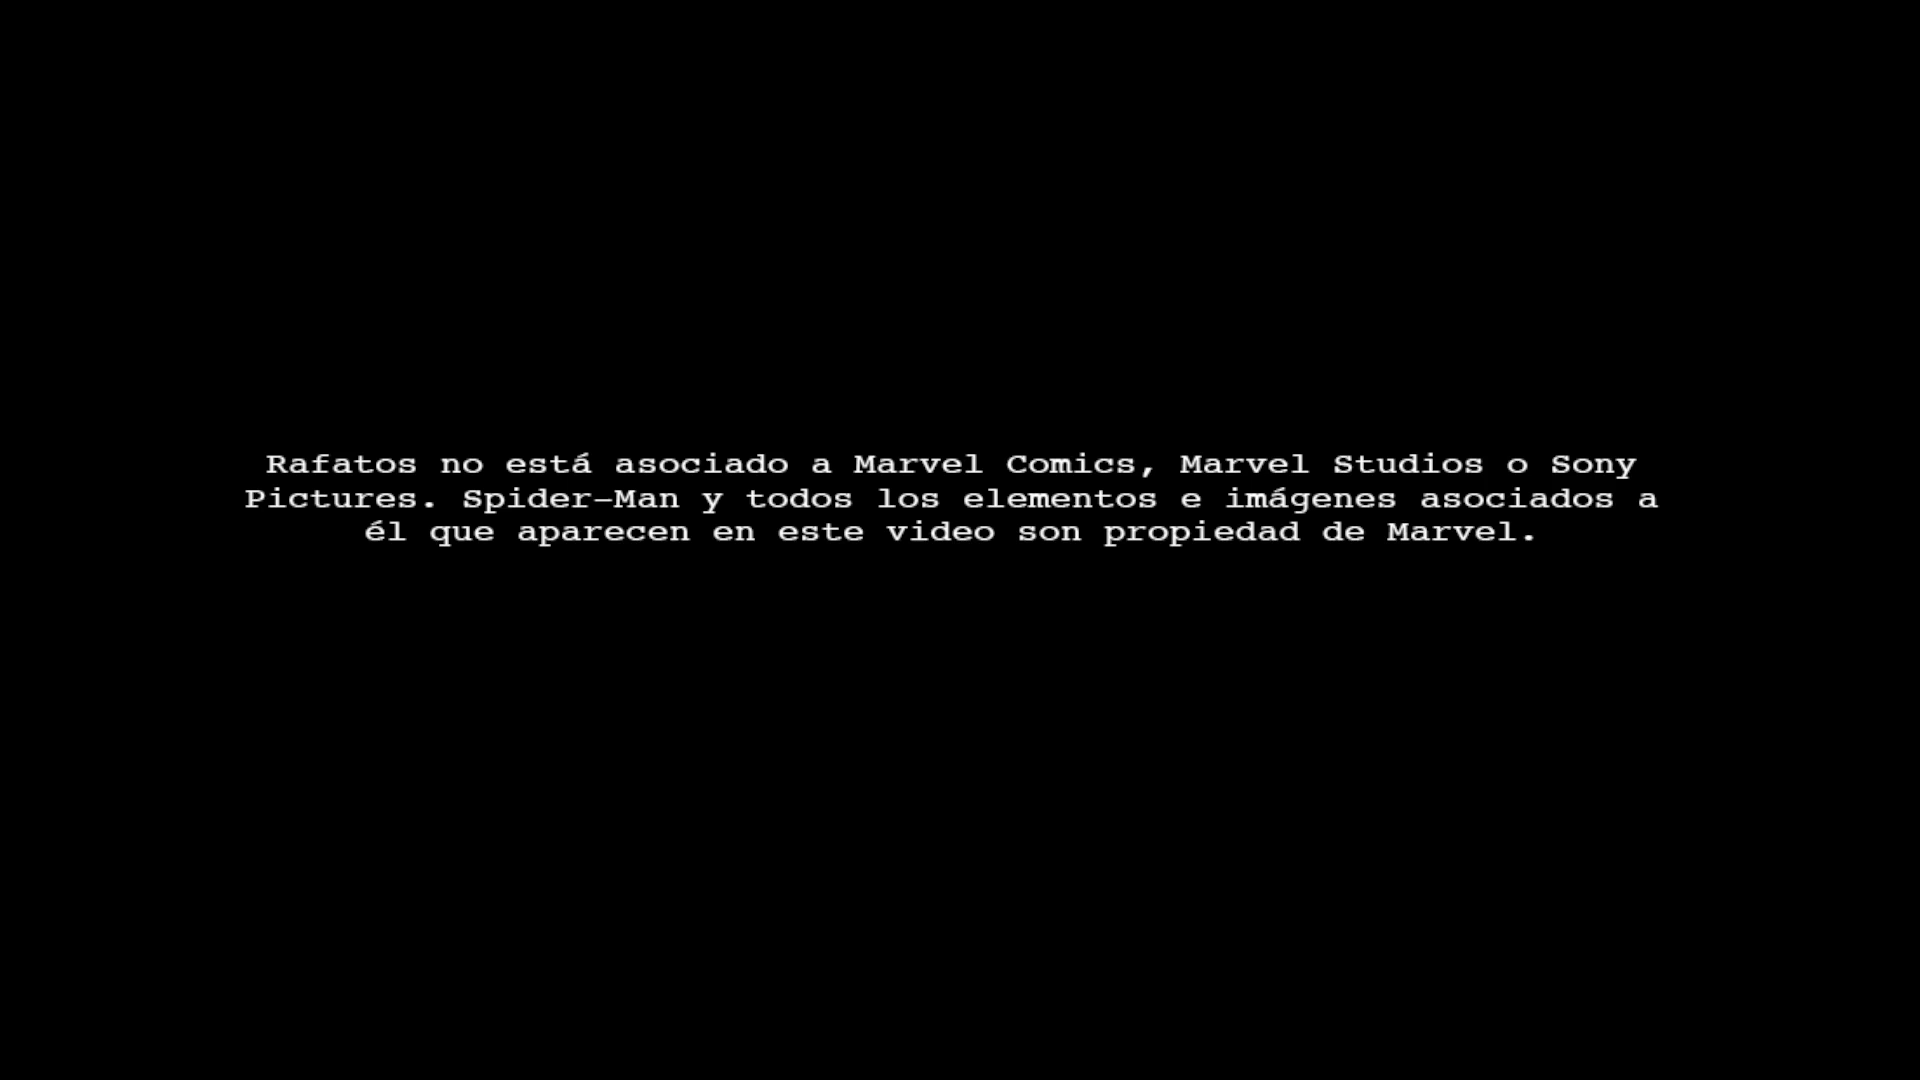 Rafatos no está asociado a Marvel Comics, Marvel Studios o Sony
Pictures. Spider-Man y todos los elementos e imágenes asociados a
él que aparecen en este video son propiedad de Marvel.